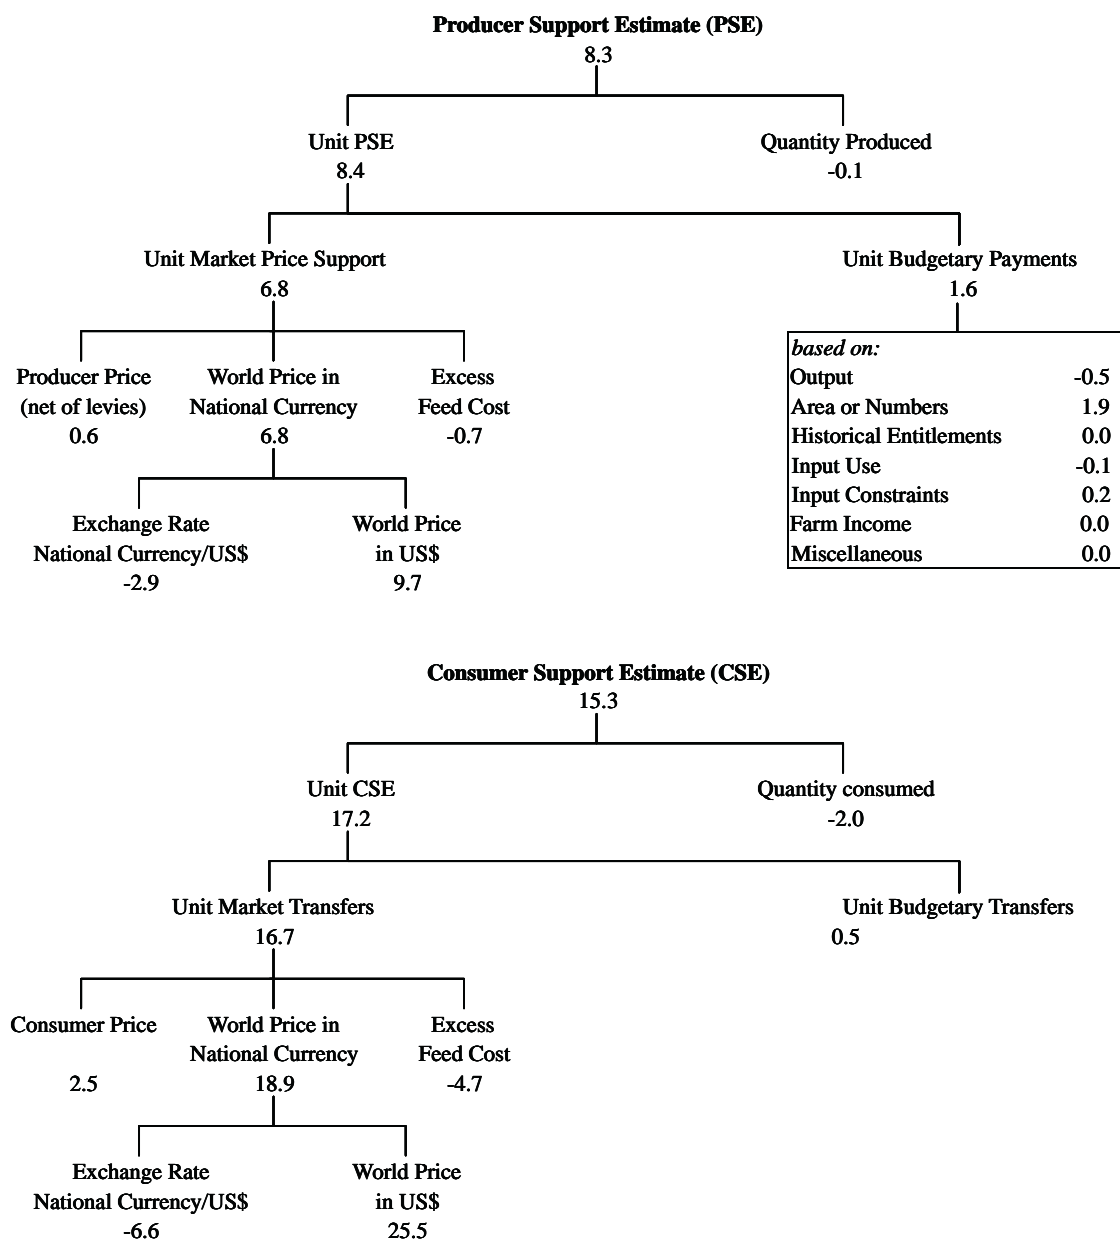 Producer Support Estimate (PSE)
8.3
Unit PSE Quantity Produced
8.4 -0.1
Unit Market Price Support Unit Budgetary Payments
6.8 1.6
based on:
Producer Price World Price in Excess Output -0.5
(net of levies) National Currency Feed Cost Area or Numbers 1.9
0.6 6.8 -0.7 Historical Entitlements 0.0
Input Use -0.1
Input Constraints 0.2
Exchange Rate World Price Farm Income 0.0
National Currency/US$ in US$ Miscellaneous 0.0
-2.9 9.7
Consumer Support Estimate (CSE)
15.3
Unit CSE Quantity consumed
17.2 -2.0
Unit Market Transfers Unit Budgetary Transfers
16.7 0.5
Consumer Price World Price in Excess
National Currency Feed Cost
2.5 18.9 -4.7
Exchange Rate World Price
National Currency/US$ in US$
-6.6 25.5